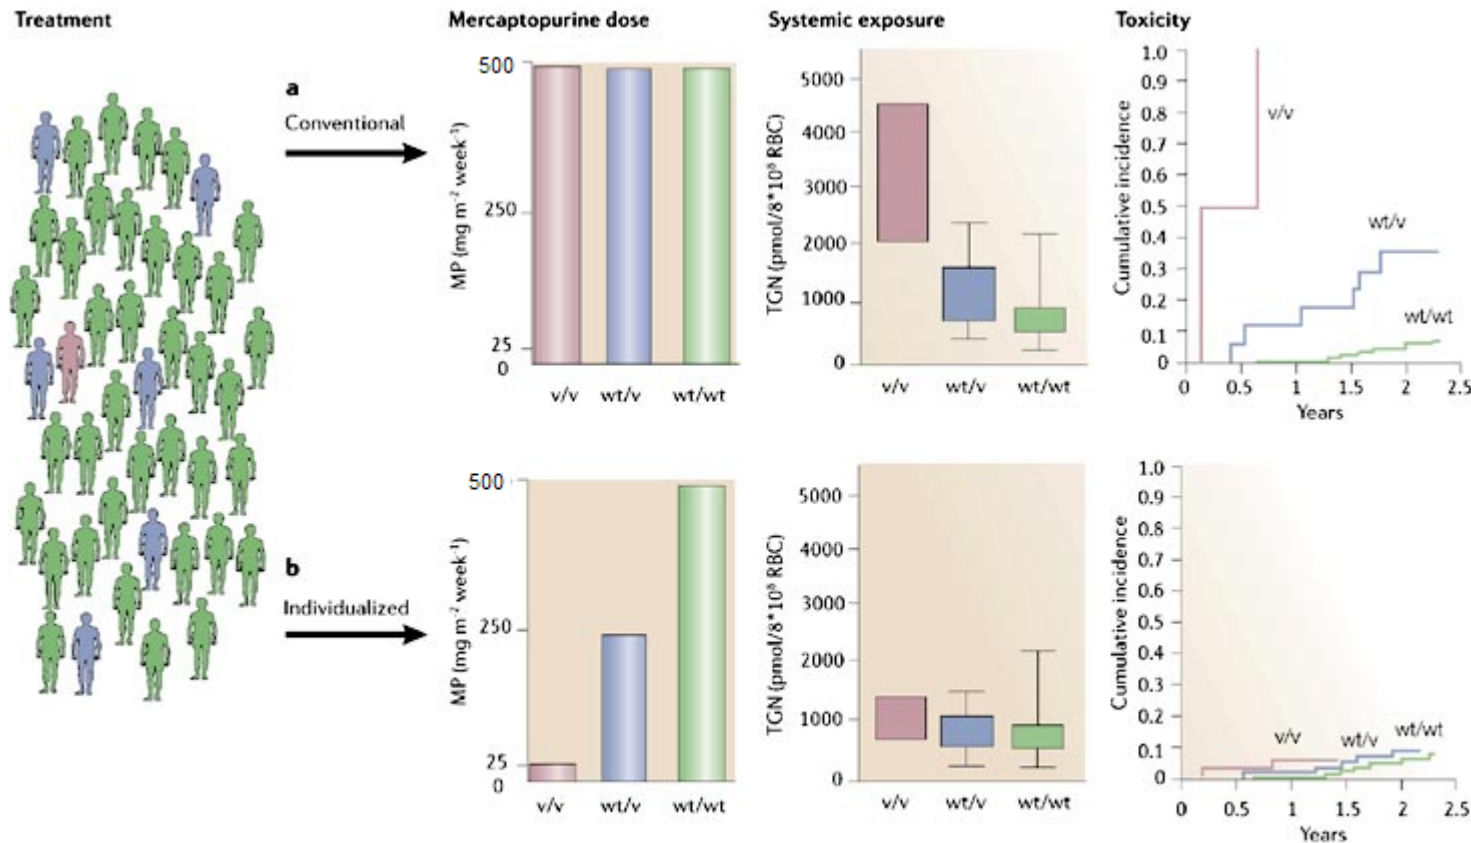 Treatment
Mercaptopurine dose
Systemic exposure
Toxicity
a
Conventional
MP (mg m⁻² week⁻¹)
500
250
25
0
v/v
wt/v
wt/wt
TGN (pmol/8*10⁸ RBC)
5000
4000
3000
2000
1000
0
v/v
wt/v
wt/wt
Cumulative incidence
1.0
0.9
0.8
0.7
0.6
0.5
0.4
0.3
0.2
0.1
0
v/v
wt/v
wt/wt
0 0.5 1 1.5 2 2.5
Years
b
Individualized
MP (mg m⁻² week⁻¹)
500
250
25
0
v/v
wt/v
wt/wt
TGN (pmol/8*10⁸ RBC)
5000
4000
3000
2000
1000
0
v/v
wt/v
wt/wt
Cumulative incidence
1.0
0.9
0.8
0.7
0.6
0.5
0.4
0.3
0.2
0.1
0
v/v
wt/v
wt/wt
0 0.5 1 1.5 2 2.5
Years